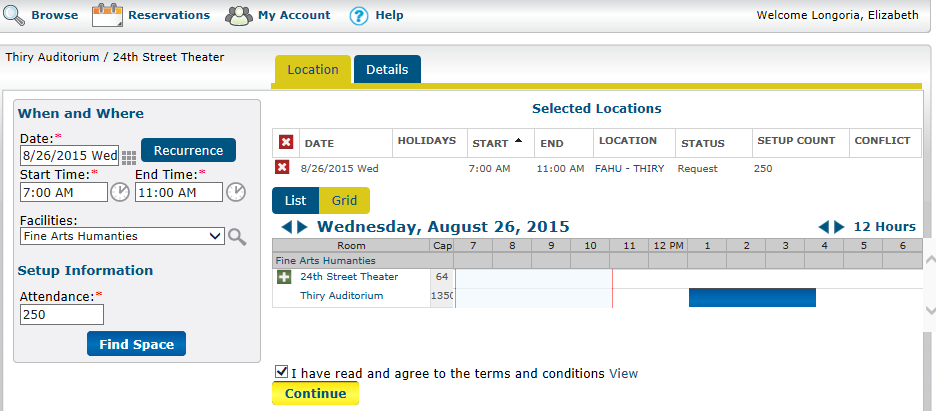 Browse Reservations My Account Help Welcome Longoria, Elizabeth
Thiry Auditorium / 24th Street Theater
Location Details
When and Where
Date:*
8/26/2015 Wed Recurrence
Start Time:* End Time:*
7:00 AM 11:00 AM
Facilities:
Fine Arts Humanities
Setup Information
Attendance:*
250
Find Space
Selected Locations
DATE HOLIDAYS START END LOCATION STATUS SETUP COUNT CONFLICT
8/26/2015 Wed 7:00 AM 11:00 AM FAHU - THIRY Request 250
List Grid
Wednesday, August 26, 2015 12 Hours
Room Cap 7 8 9 10 11 12 PM 1 2 3 4 5 6
Fine Arts Humanities
24th Street Theater 64
Thiry Auditorium 1350
I have read and agree to the terms and conditions View
Continue